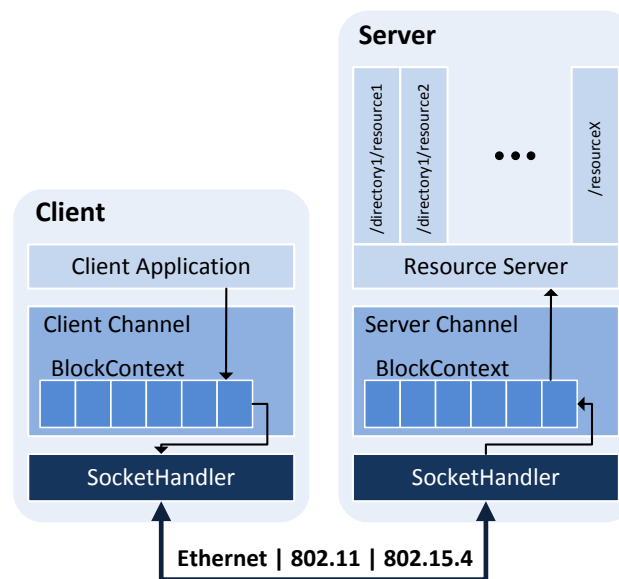 Server
/directory1/resource1
/directory1/resource2
•••
/resourceX
Resource Server
Server Channel
BlockContext
SocketHandler
Client
Client Application
Client Channel
BlockContext
SocketHandler
Ethernet | 802.11 | 802.15.4